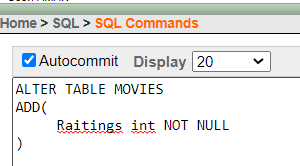 Home > SQL > SQL Commands
Autocommit Display 20
ALTER TABLE MOVIES
ADD(
Raitings int NOT NULL
)